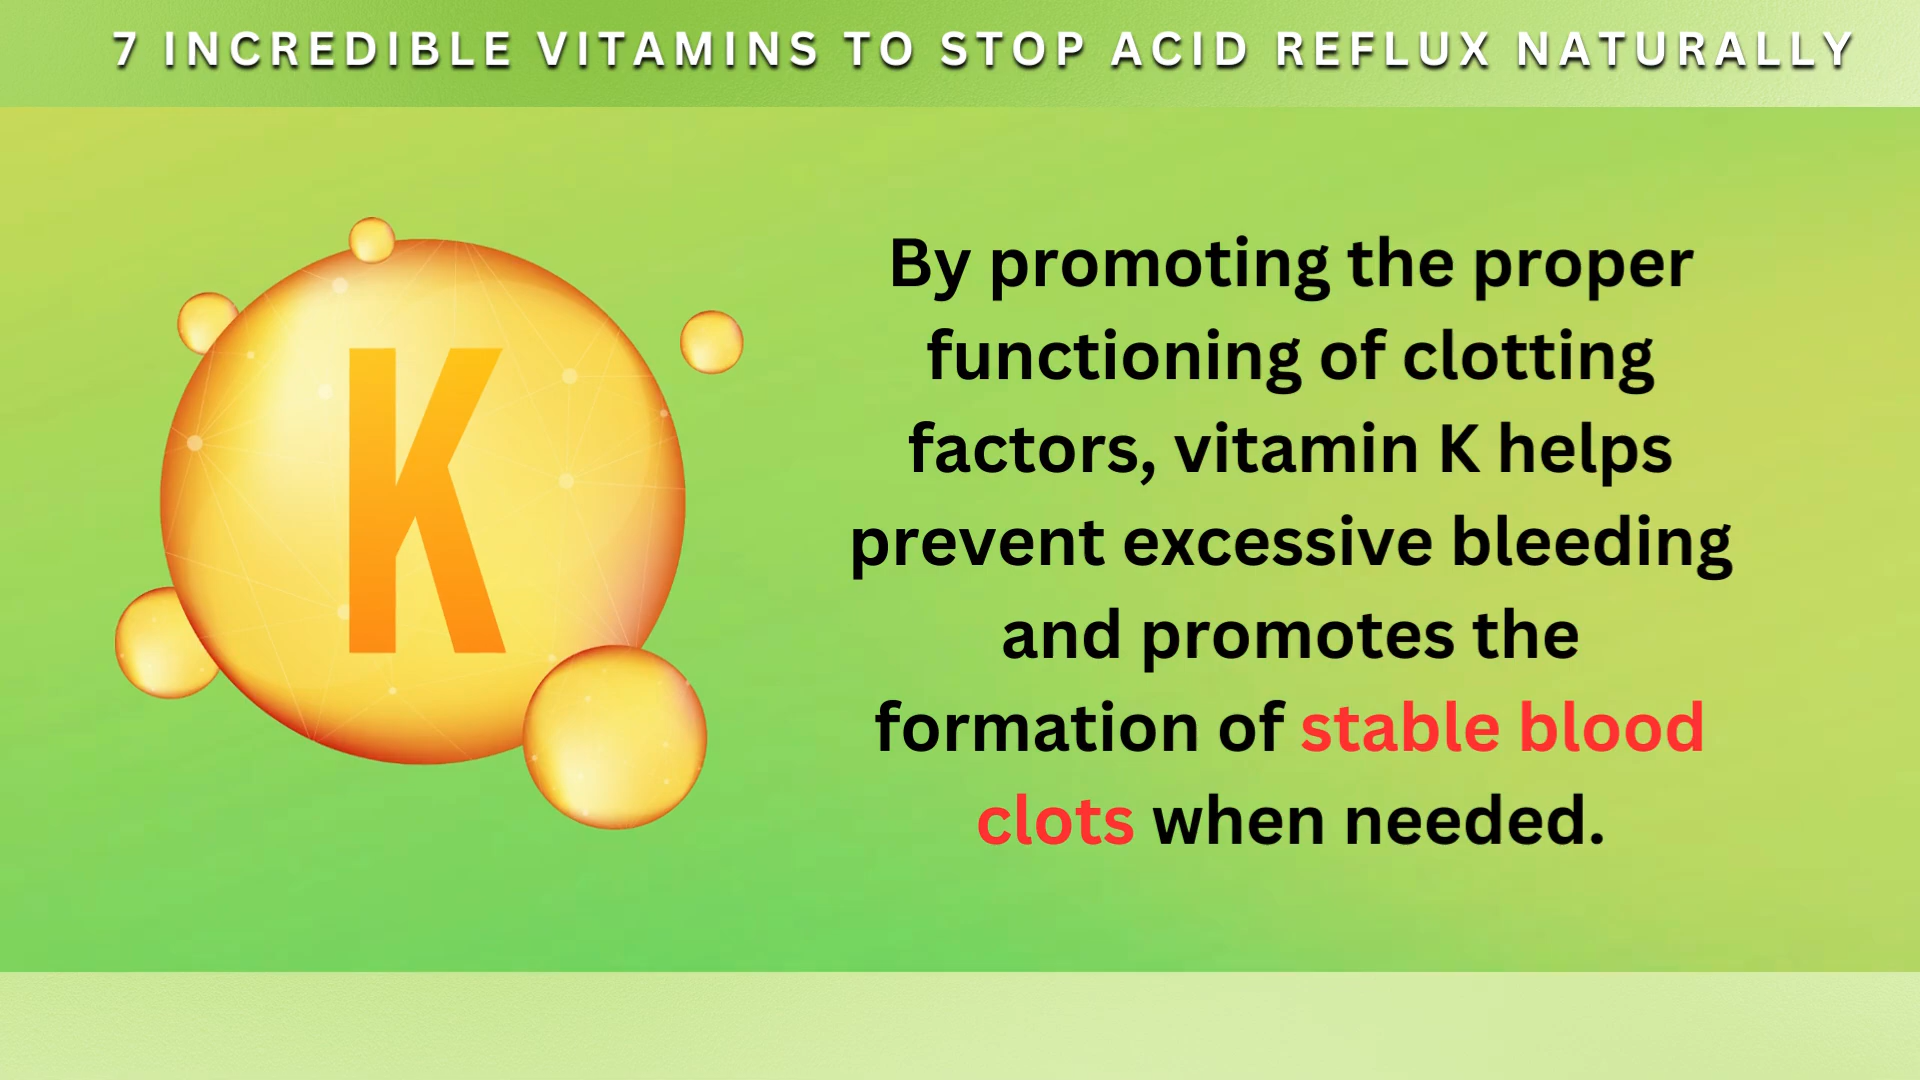 7 INCREDIBLE VITAMINS TO STOP ACID REFLUX NATURALLY
K
By promoting the proper
functioning of clotting
factors, vitamin K helps
prevent excessive bleeding
and promotes the
formation of stable blood
clots when needed.